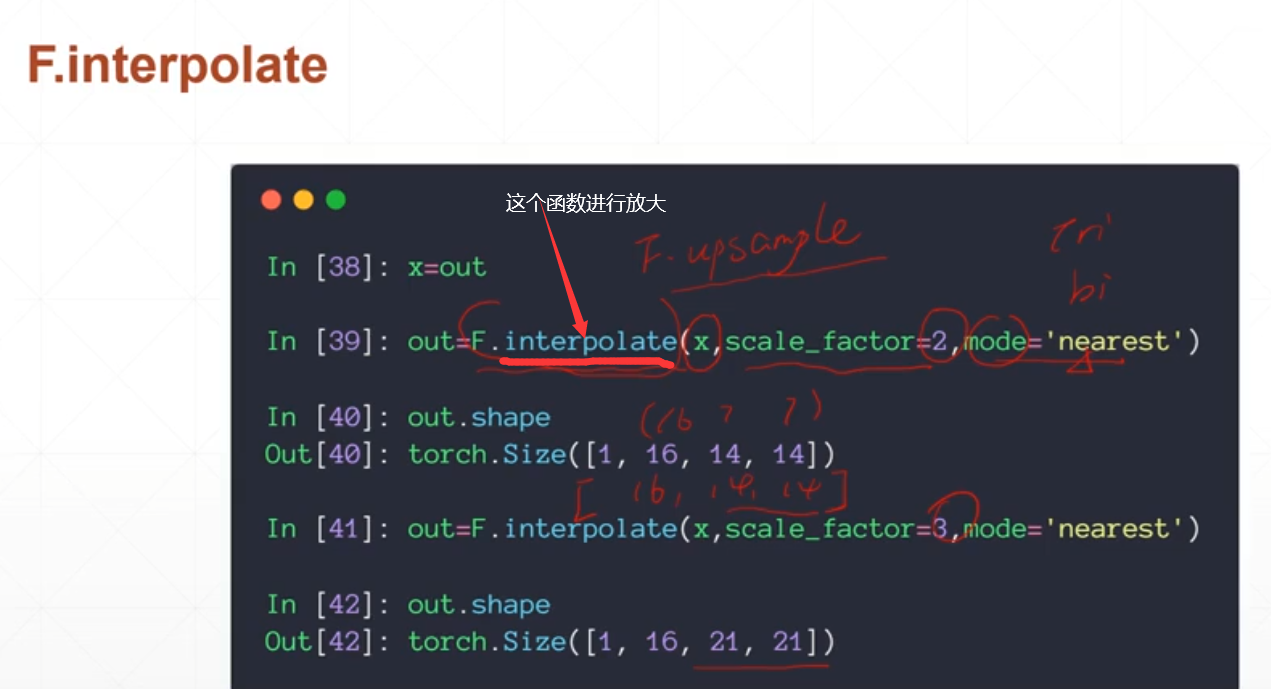 F.interpolate
这个函数进行放大
F.upsample
tri
bi
In [38]: x=out
In [39]: out=F.interpolate(x,scale_factor=2,mode='nearest')
In [40]: out.shape
(16 7 7)
Out[40]: torch.Size([1, 16, 14, 14])
[16, 14, 14]
In [41]: out=F.interpolate(x,scale_factor=3,mode='nearest')
In [42]: out.shape
Out[42]: torch.Size([1, 16, 21, 21])